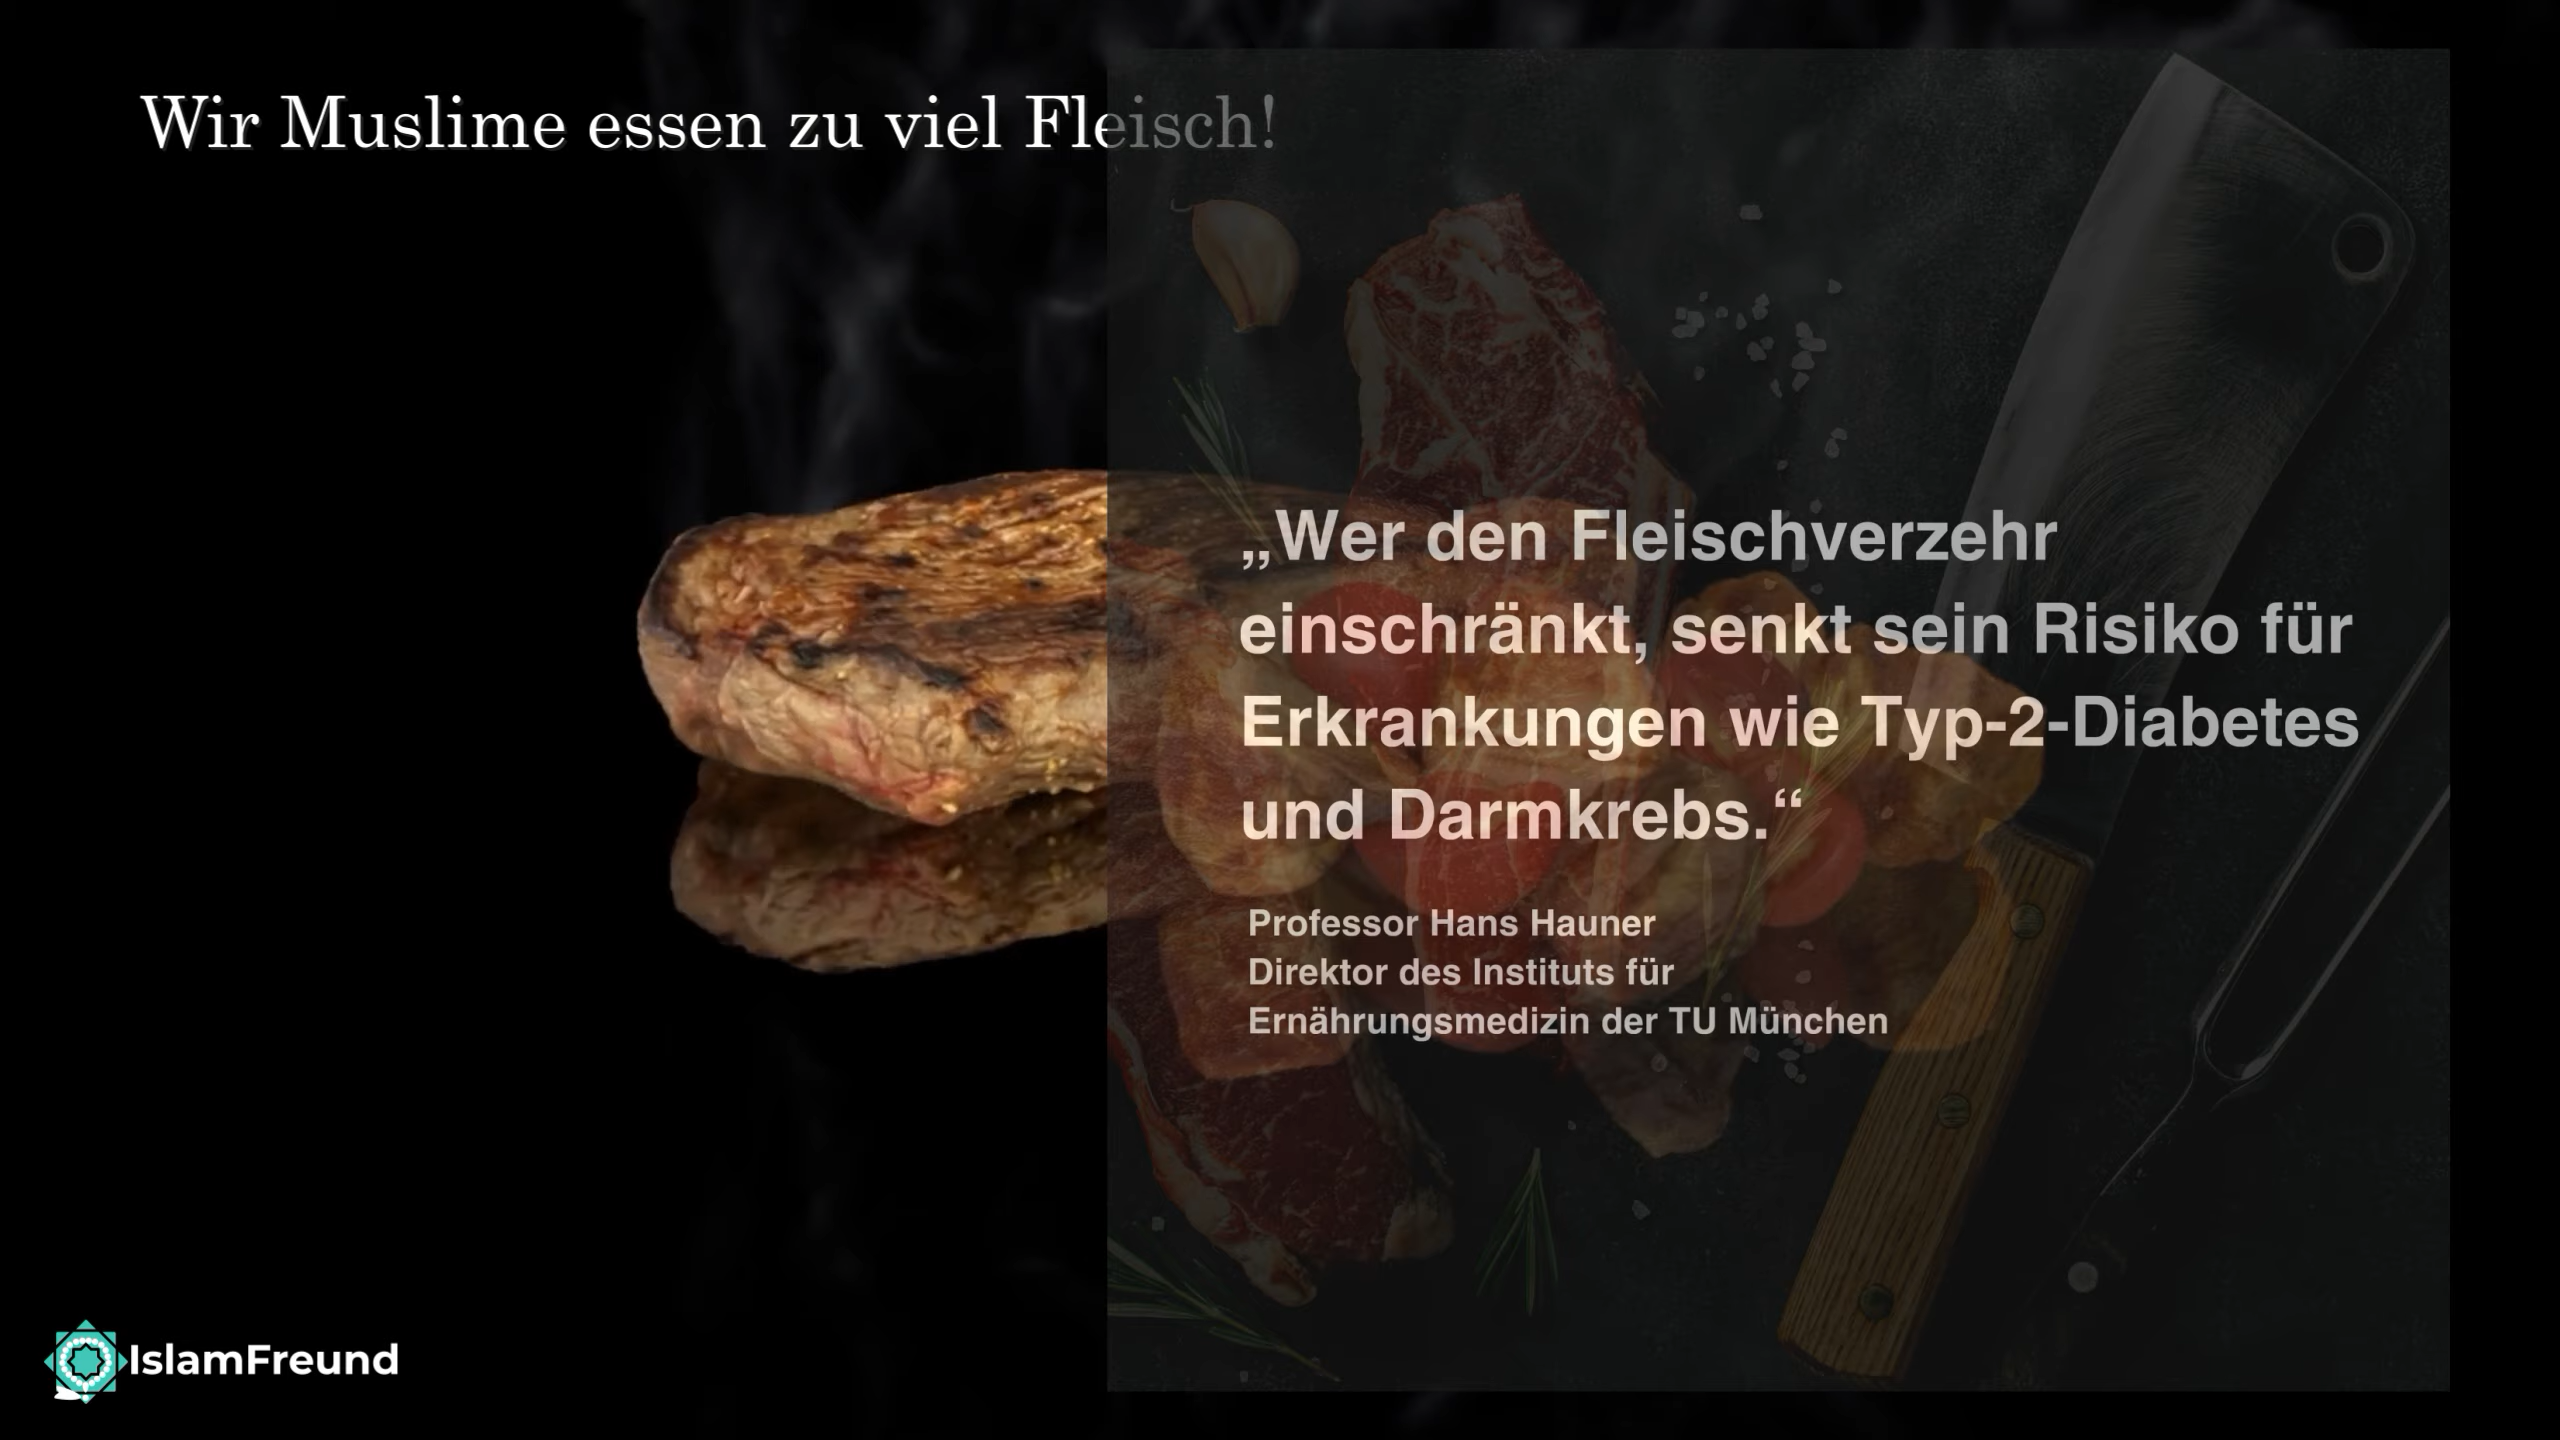 Wir Muslime essen zu viel Fleisch!
„Wer den Fleischverzehr
einschränkt, senkt sein Risiko für
Erkrankungen wie Typ-2-Diabetes
und Darmkrebs.“
Professor Hans Hauner
Direktor des Instituts für
Ernährungsmedizin der TU München
IslamFreund